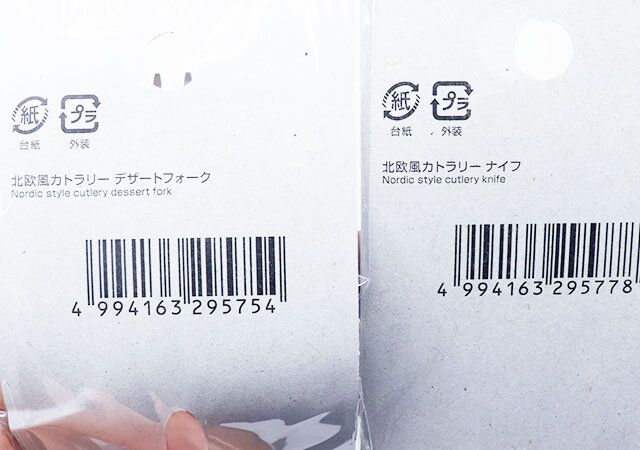 紙 プラ
台紙 外装
北欧風カトラリー デザートフォーク
Nordic style cutlery dessert fork
4 994163 295754
紙 プラ
台紙 外装
北欧風カトラリー ナイフ
Nordic style cutlery knife
4 994163 295778